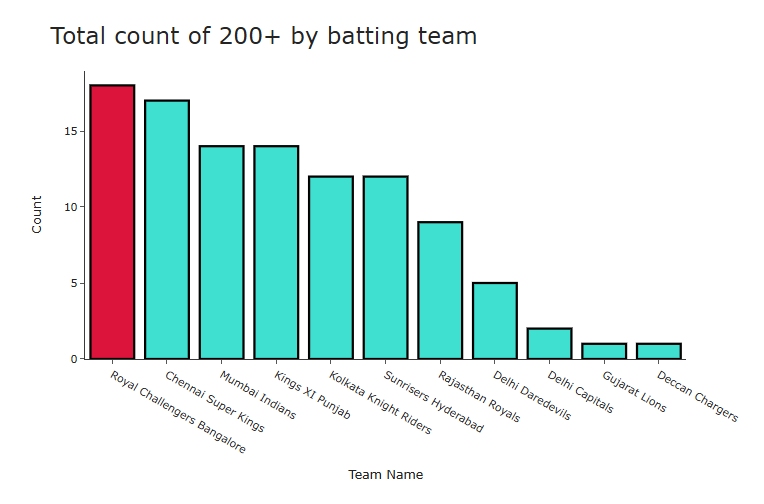 Total count of 200+ by batting team
Count
15
10
5
0
Royal Challengers Bangalore
Chennai Super Kings
Mumbai Indians
Kings XI Punjab
Kolkata Knight Riders
Sunrisers Hyderabad
Rajasthan Royals
Delhi Daredevils
Delhi Capitals
Gujarat Lions
Deccan Chargers
Team Name